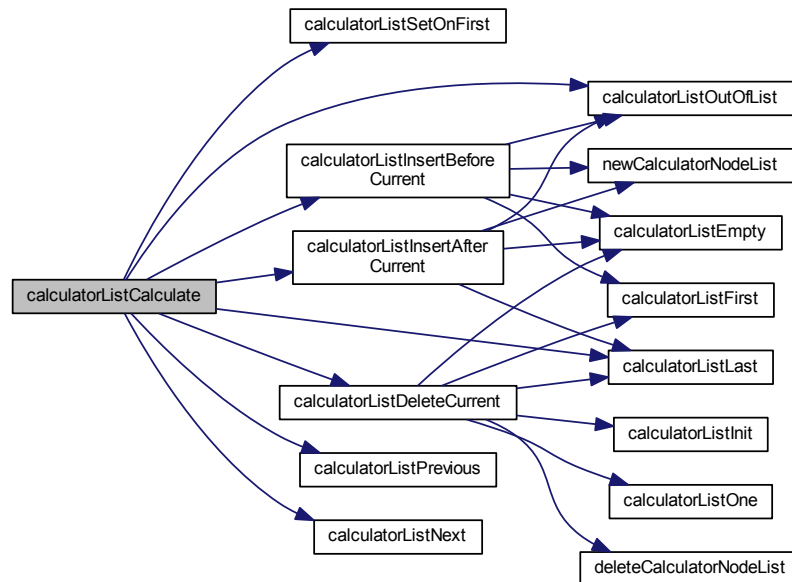 calculatorListSetOnFirst
calculatorListOutOfList
calculatorListInsertBefore
Current
newCalculatorNodeList
calculatorListEmpty
calculatorListInsertAfter
Current
calculatorListCalculate
calculatorListFirst
calculatorListLast
calculatorListDeleteCurrent
calculatorListInit
calculatorListPrevious
calculatorListOne
calculatorListNext
deleteCalculatorNodeList